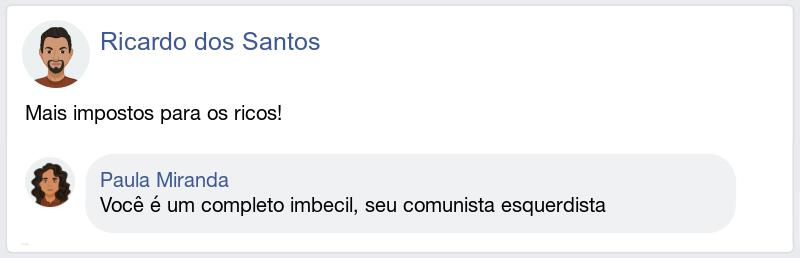 Ricardo dos Santos
Mais impostos para os ricos!
Paula Miranda
Você é um completo imbecil, seu comunista esquerdista